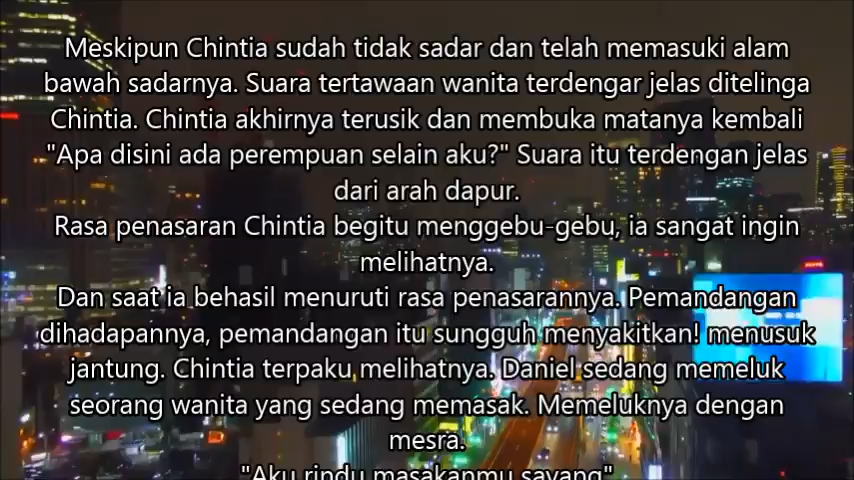 Meskipun Chintia sudah tidak sadar dan telah memasuki alam
bawah sadarnya. Suara tertawaan wanita terdengar jelas ditelinga
Chintia. Chintia akhirnya terusik dan membuka matanya kembali
"Apa disini ada perempuan selain aku?" Suara itu terdengan jelas
dari arah dapur.
Rasa penasaran Chintia begitu menggebu-gebu, ia sangat ingin
melihatnya.
Dan saat ia behasil menuruti rasa penasarannya. Pemandangan
dihadapannya, pemandangan itu sungguh menyakitkan! menusuk
jantung. Chintia terpaku melihatnya. Daniel sedang memeluk
seorang wanita yang sedang memasak. Memeluknya dengan
mesra.
"Aku rindu masakanmu sayang"